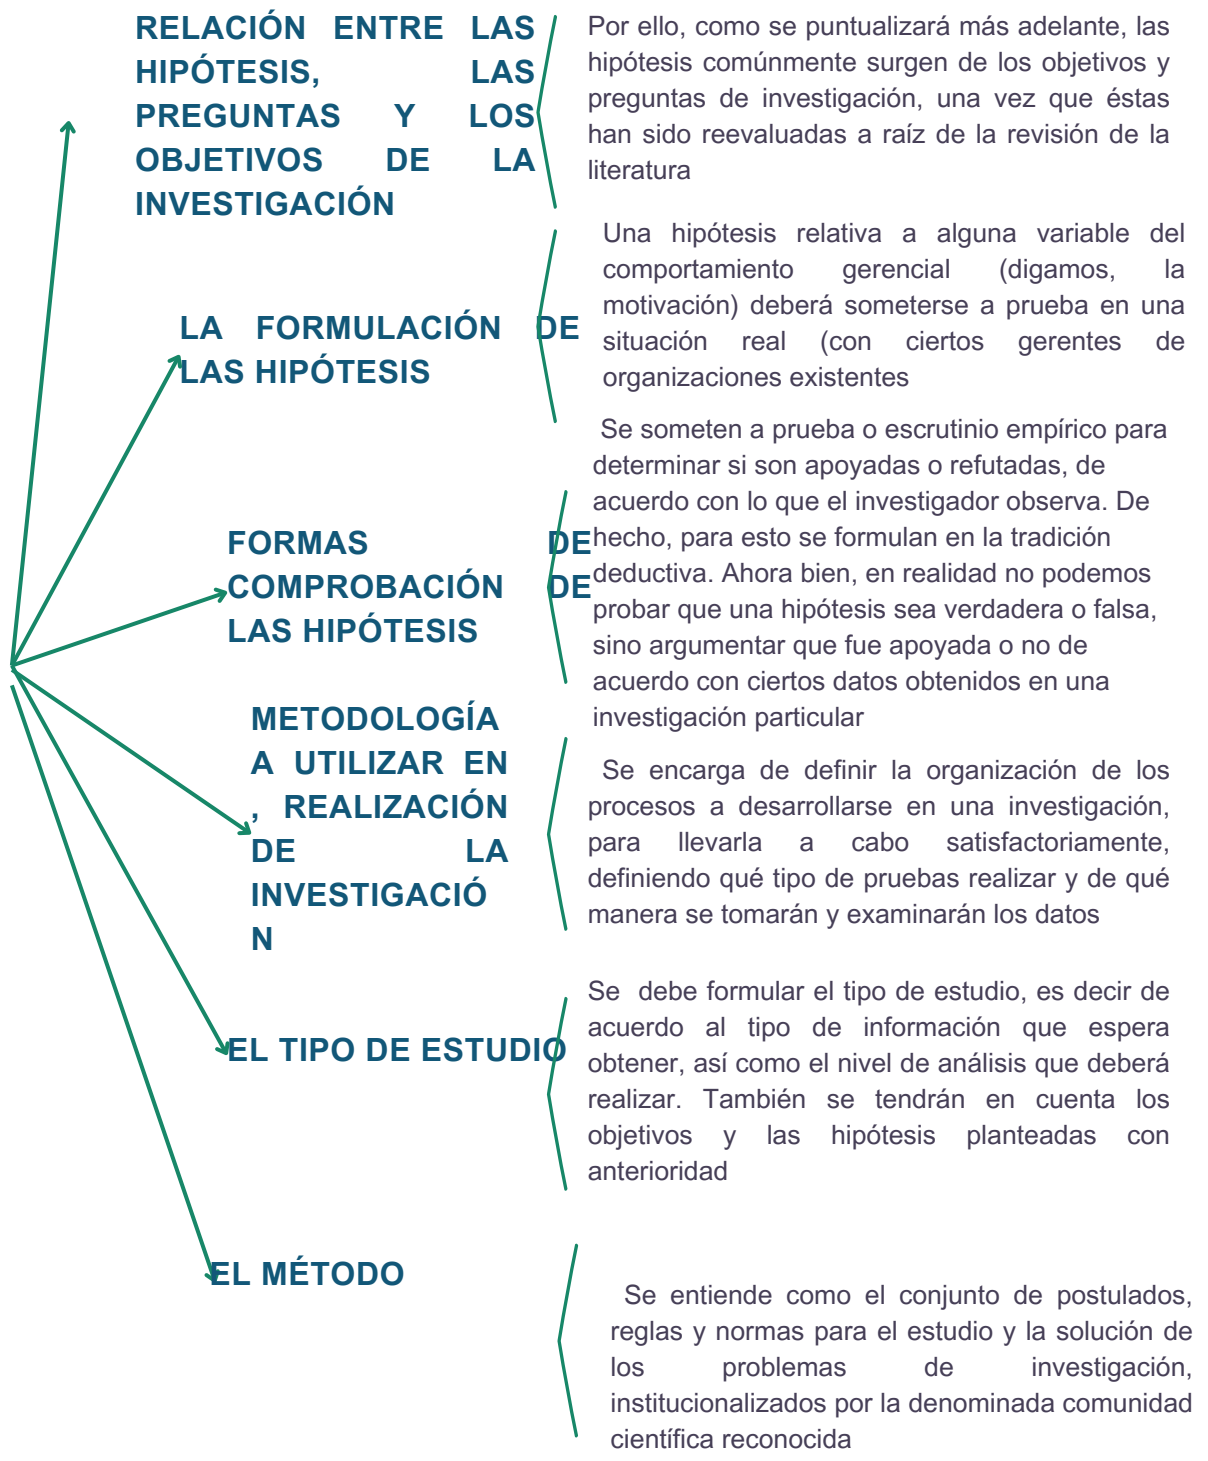 RELACIÓN ENTRE LAS
HIPÓTESIS, LAS
PREGUNTAS Y LOS
OBJETIVOS DE LA
INVESTIGACIÓN
Por ello, como se puntualizará más adelante, las
hipótesis comúnmente surgen de los objetivos y
preguntas de investigación, una vez que éstas
han sido reevaluadas a raíz de la revisión de la
literatura
LA FORMULACIÓN DE
LAS HIPÓTESIS
Una hipótesis relativa a alguna variable del
comportamiento gerencial (digamos, la
motivación) deberá someterse a prueba en una
situación real (con ciertos gerentes de
organizaciones existentes
FORMAS DE
COMPROBACIÓN DE
LAS HIPÓTESIS
Se someten a prueba o escrutinio empírico para
determinar si son apoyadas o refutadas, de
acuerdo con lo que el investigador observa. De
hecho, para esto se formulan en la tradición
deductiva. Ahora bien, en realidad no podemos
probar que una hipótesis sea verdadera o falsa,
sino argumentar que fue apoyada o no de
acuerdo con ciertos datos obtenidos en una
investigación particular
METODOLOGÍA
A UTILIZAR EN
, REALIZACIÓN
DE LA
INVESTIGACIÓ
N
Se encarga de definir la organización de los
procesos a desarrollarse en una investigación,
para llevarla a cabo satisfactoriamente,
definiendo qué tipo de pruebas realizar y de qué
manera se tomarán y examinarán los datos
EL TIPO DE ESTUDIO
Se debe formular el tipo de estudio, es decir de
acuerdo al tipo de información que espera
obtener, así como el nivel de análisis que deberá
realizar. También se tendrán en cuenta los
objetivos y las hipótesis planteadas con
anterioridad
EL MÉTODO
Se entiende como el conjunto de postulados,
reglas y normas para el estudio y la solución de
los problemas de investigación,
institucionalizados por la denominada comunidad
científica reconocida